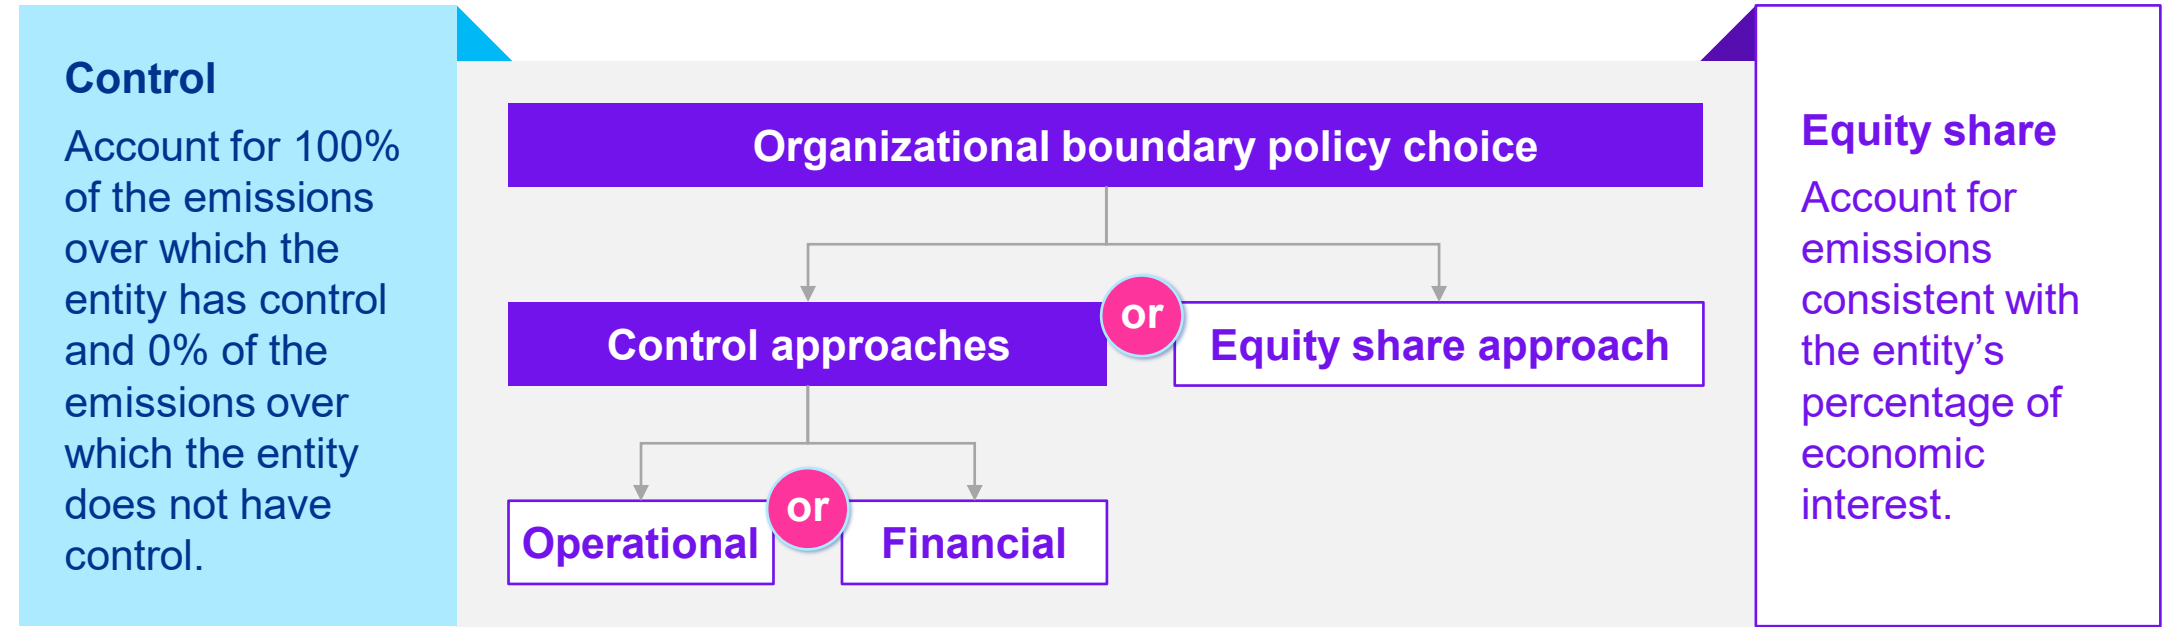 Control
Account for 100%
of the emissions
over which the
entity has control
and 0% of the
emissions over
which the entity
does not have
control.
Organizational boundary policy choice
Control approaches
or
Equity share approach
Operational
or
Financial
Equity share
Account for
emissions
consistent with
the entity’s
percentage of
economic
interest.